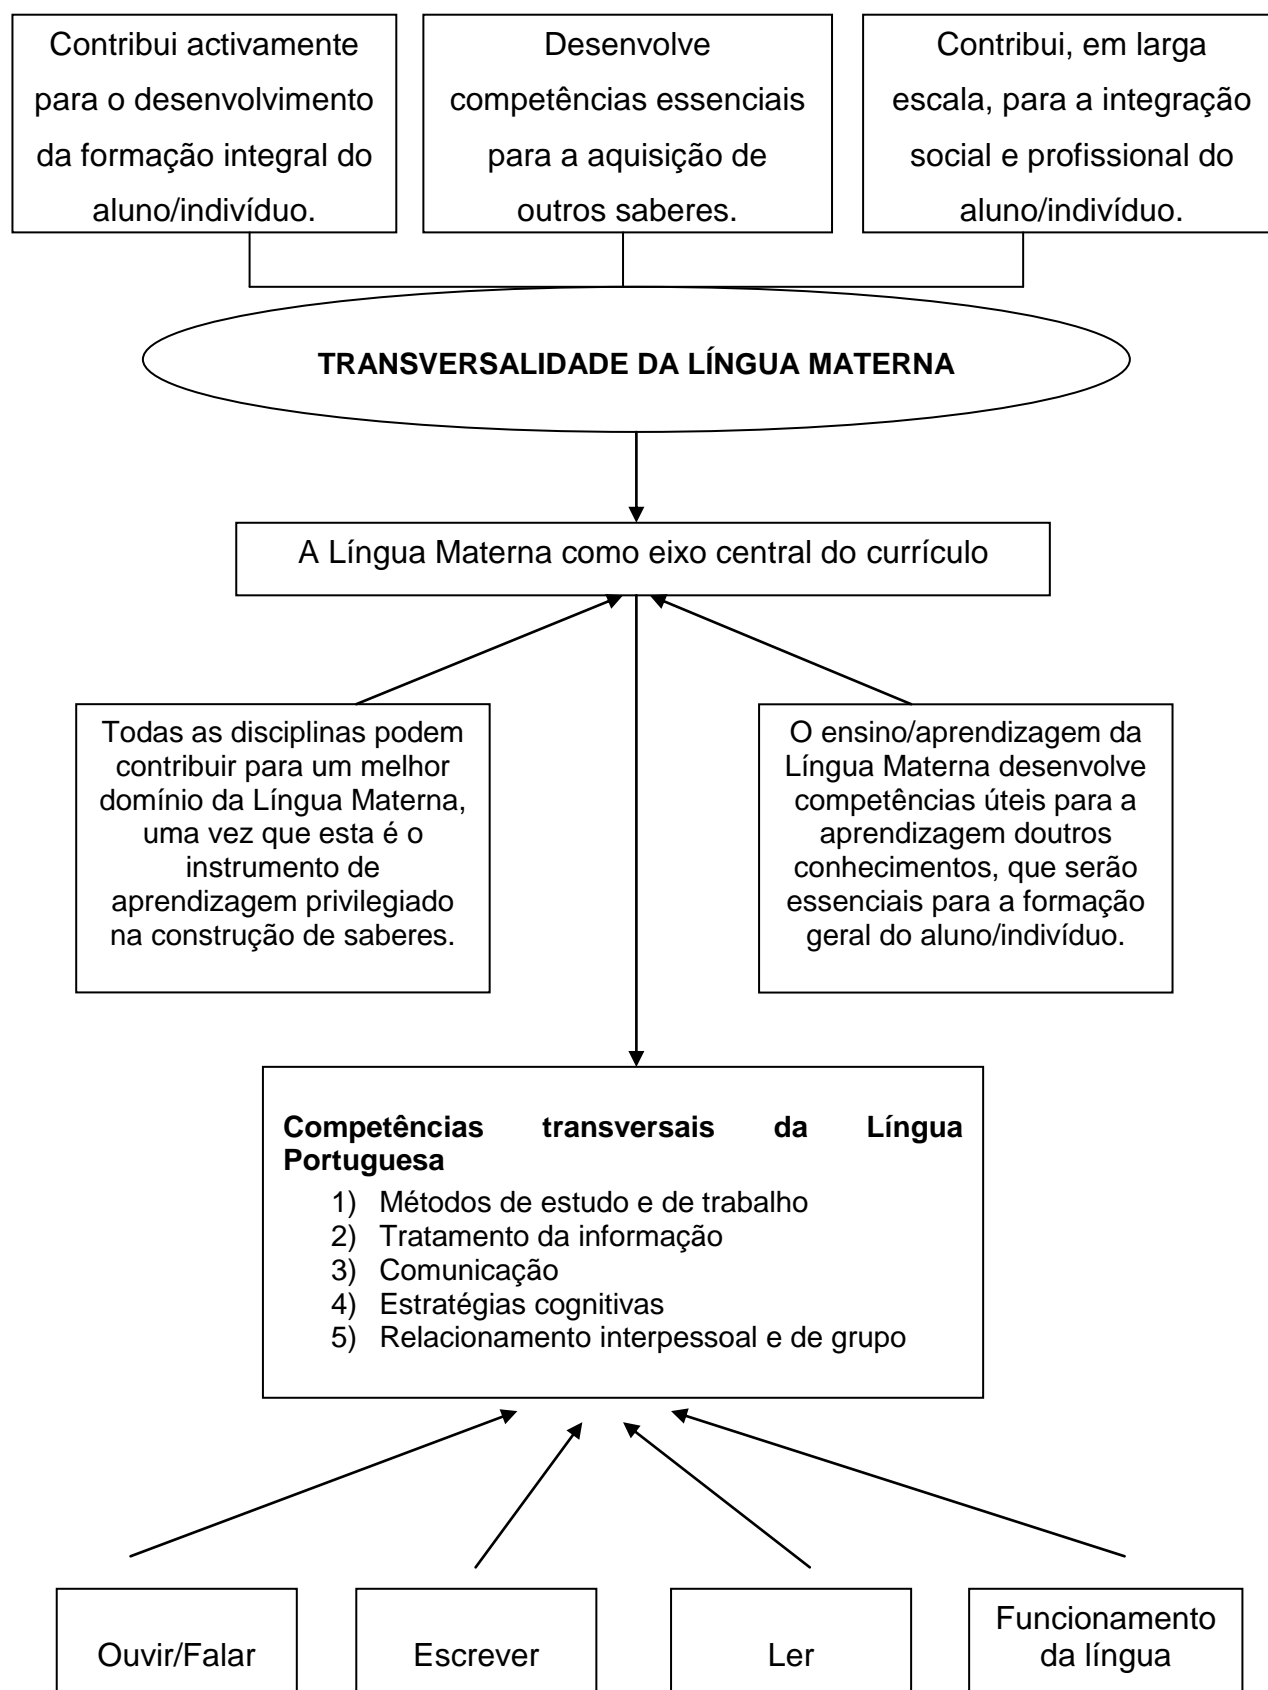 Contribui activamente
para o desenvolvimento
da formação integral do
aluno/indivíduo.
Desenvolve
competências essenciais
para a aquisição de
outros saberes.
Contribui, em larga
escala, para a integração
social e profissional do
aluno/indivíduo.
TRANSVERSALIDADE DA LÍNGUA MATERNA
A Língua Materna como eixo central do currículo
Todas as disciplinas podem
contribuir para um melhor
domínio da Língua Materna,
uma vez que esta é o
instrumento de
aprendizagem privilegiado
na construção de saberes.
O ensino/aprendizagem da
Língua Materna desenvolve
competências úteis para a
aprendizagem doutros
conhecimentos, que serão
essenciais para a formação
geral do aluno/indivíduo.
Competências transversais da Língua
Portuguesa
1) Métodos de estudo e de trabalho
2) Tratamento da informação
3) Comunicação
4) Estratégias cognitivas
5) Relacionamento interpessoal e de grupo
Ouvir/Falar
Escrever
Ler
Funcionamento
da língua